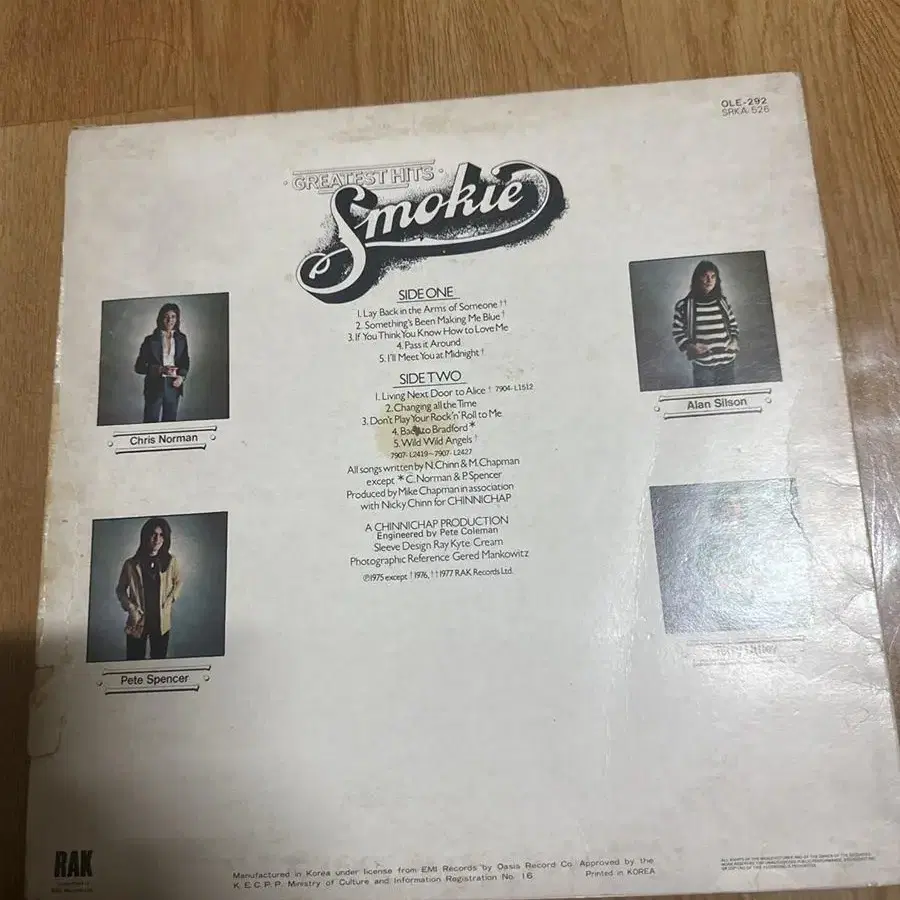 OLE-292
SRKA 526
·GREATEST HITS·
Smokie
SIDE ONE
1. Lay Back in the Arms of Someone ††
2. Something's Been Making Me Blue †
3. If You Think You Know How to Love Me
4. Pass it Around
5. I'll Meet You at Midnight †
SIDE TWO
1. Living Next Door to Alice † 7904-L1512
2. Changing all the Time
3. Don't Play Your Rock 'n' Roll to Me
4. Back to Bradford *
5. Wild Wild Angels †
7907-L2419~7907-L2427
All songs written by N. Chinn & M. Chapman
except * C. Norman & P. Spencer
Produced by Mike Chapman in association
with Nicky Chinn for CHINNICHAP
A CHINNICHAP PRODUCTION
Engineered by Pete Coleman
Sleeve Design Ray Kyte Cream
Photographic Reference Gered Mankowitz
℗1975 except †1976, ††1977 RAK Records Ltd.
Chris Norman
Alan Silson
Pete Spencer
Terry Uttley
RAK
Manufactured in Korea under license from EMI Records by Oasis Record Co. Approved by the
K.E.C.P.P. Ministry of Culture and Information Registration No. 16
Printed in KOREA